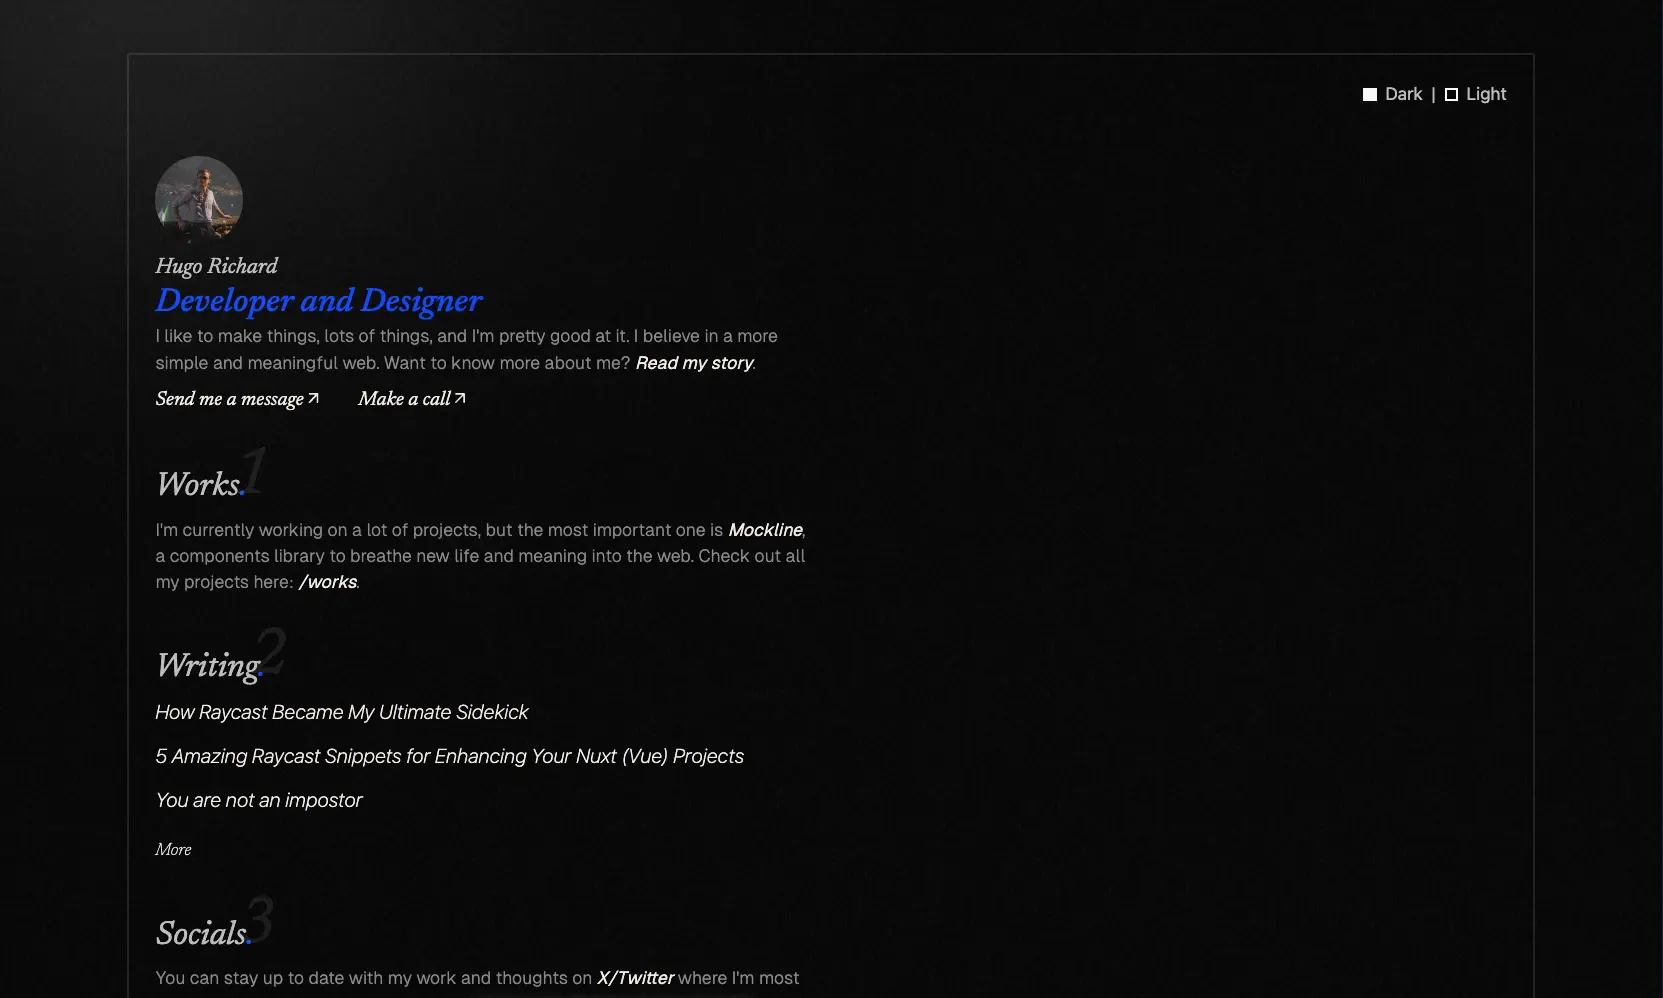 Dark | Light
Hugo Richard
Developer and Designer
I like to make things, lots of things, and I'm pretty good at it. I believe in a more
simple and meaningful web. Want to know more about me? Read my story.
Send me a message Make a call
1
Works.
I'm currently working on a lot of projects, but the most important one is Mockline,
a components library to breathe new life and meaning into the web. Check out all
my projects here: /works.
2
Writing.
How Raycast Became My Ultimate Sidekick
5 Amazing Raycast Snippets for Enhancing Your Nuxt (Vue) Projects
You are not an impostor
More
3
Socials.
You can stay up to date with my work and thoughts on X/Twitter where I'm most